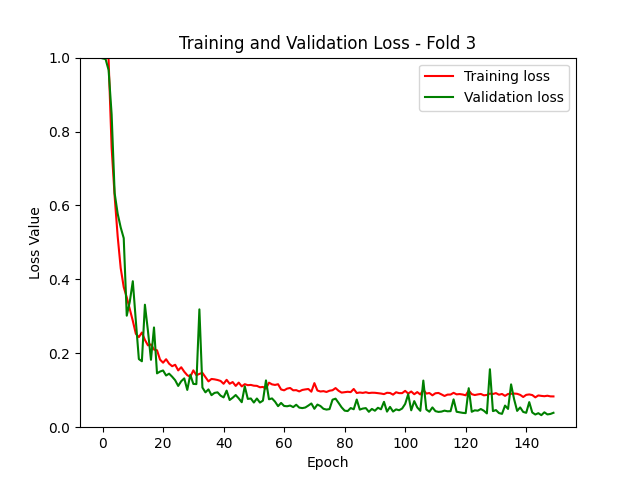 Training and Validation Loss - Fold 3
Training loss
Validation loss
Loss Value
1.0
0.8
0.6
0.4
0.2
0.0
0 20 40 60 80 100 120 140
Epoch